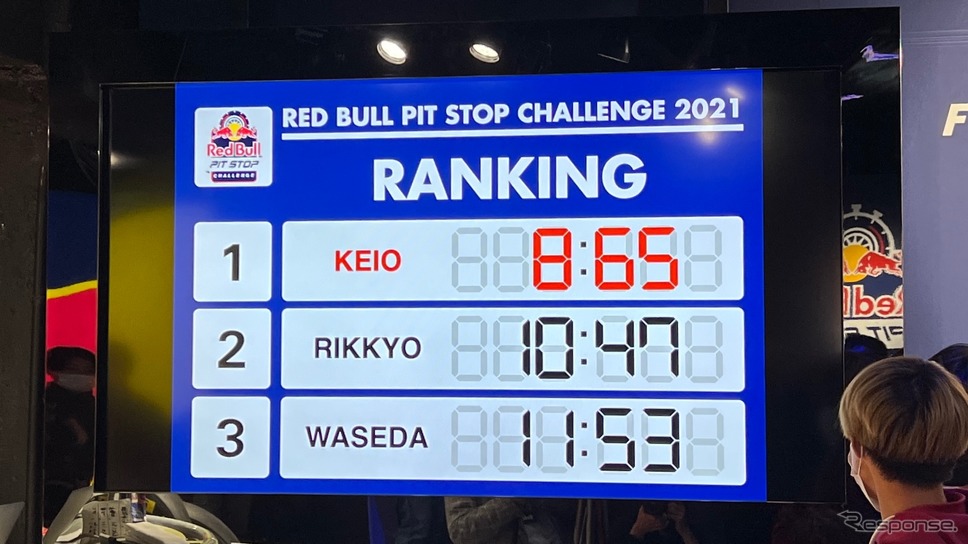 RED BULL PIT STOP CHALLENGE 2021
Red Bull
PIT STOP
CHALLENGE
RANKING
1 KEIO 8:65
2 RIKKYO 10:47
3 WASEDA 11:53
F
Response.